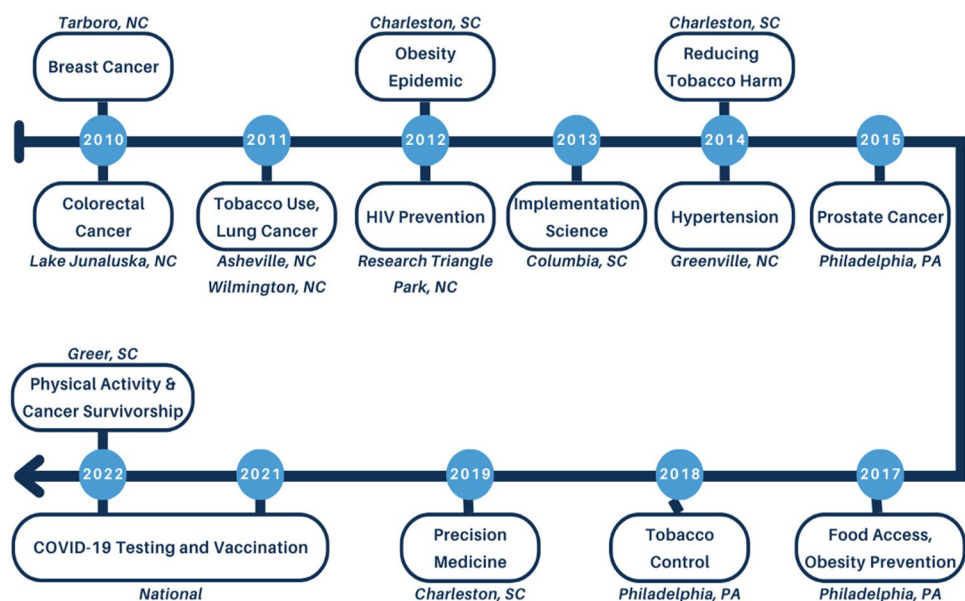 Tarboro, NC
Charleston, SC
Charleston, SC
Breast Cancer
Obesity
Epidemic
Reducing
Tobacco Harm
2010
2011
2012
2013
2014
2015
Colorectal
Cancer
Tobacco Use,
Lung Cancer
HIV Prevention
Implementation
Science
Hypertension
Prostate Cancer
Lake Junaluska, NC
Asheville, NC
Wilmington, NC
Research Triangle
Park, NC
Columbia, SC
Greenville, NC
Philadelphia, PA
Greer, SC
Physical Activity &
Cancer Survivorship
2022
2021
2019
2018
2017
COVID-19 Testing and Vaccination
Precision
Medicine
Tobacco
Control
Food Access,
Obesity Prevention
National
Charleston, SC
Philadelphia, PA
Philadelphia, PA